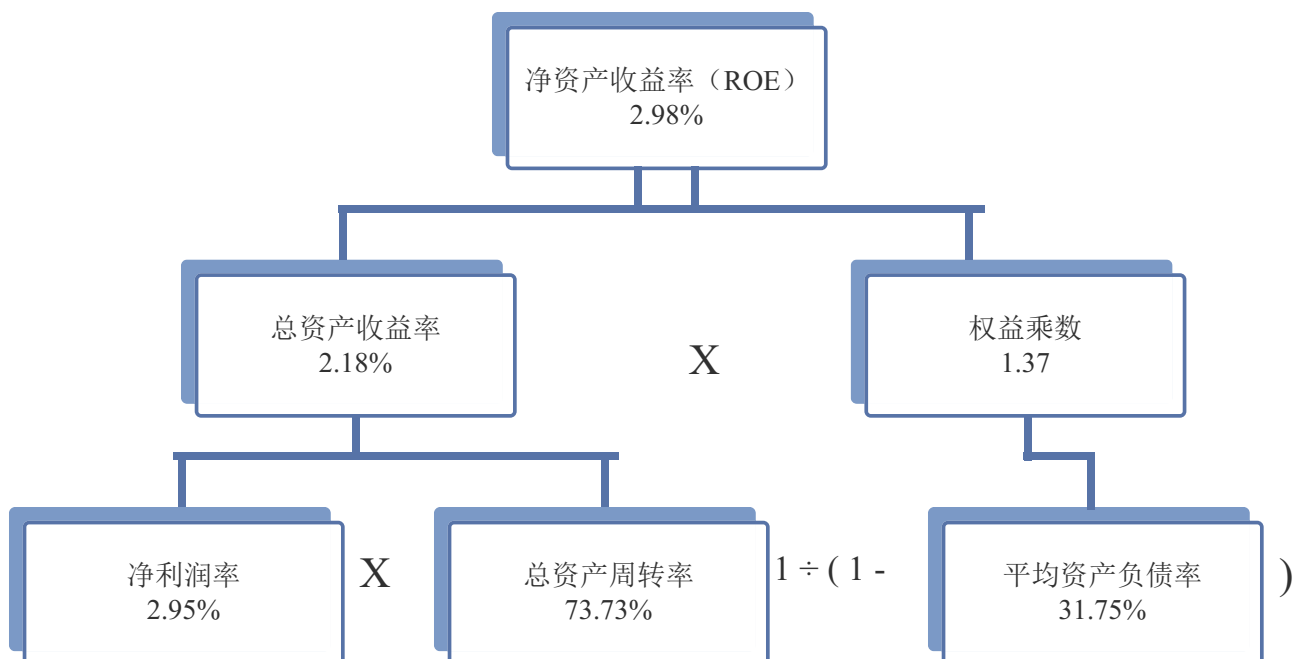 净资产收益率（ROE）
2.98%
总资产收益率
2.18%
X
权益乘数
1.37
净利润率
2.95%
X
总资产周转率
73.73%
1 ÷ ( 1 -
平均资产负债率
31.75%
)